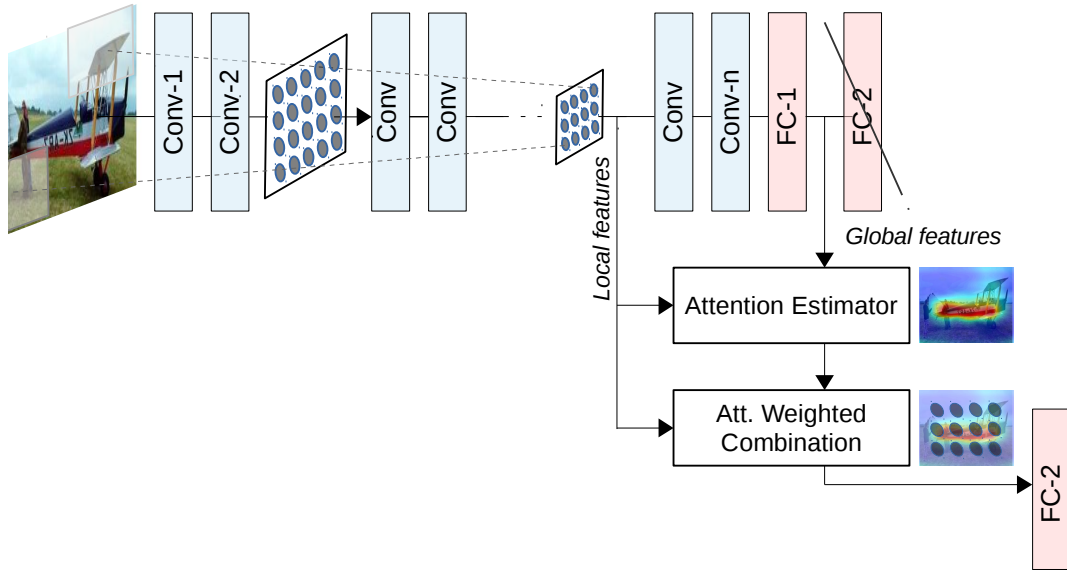 Conv-1
Conv-2
Conv
Conv
Conv
Conv-n
FC-1
FC-2
Local features
Global features
Attention Estimator
Att. Weighted
Combination
FC-2